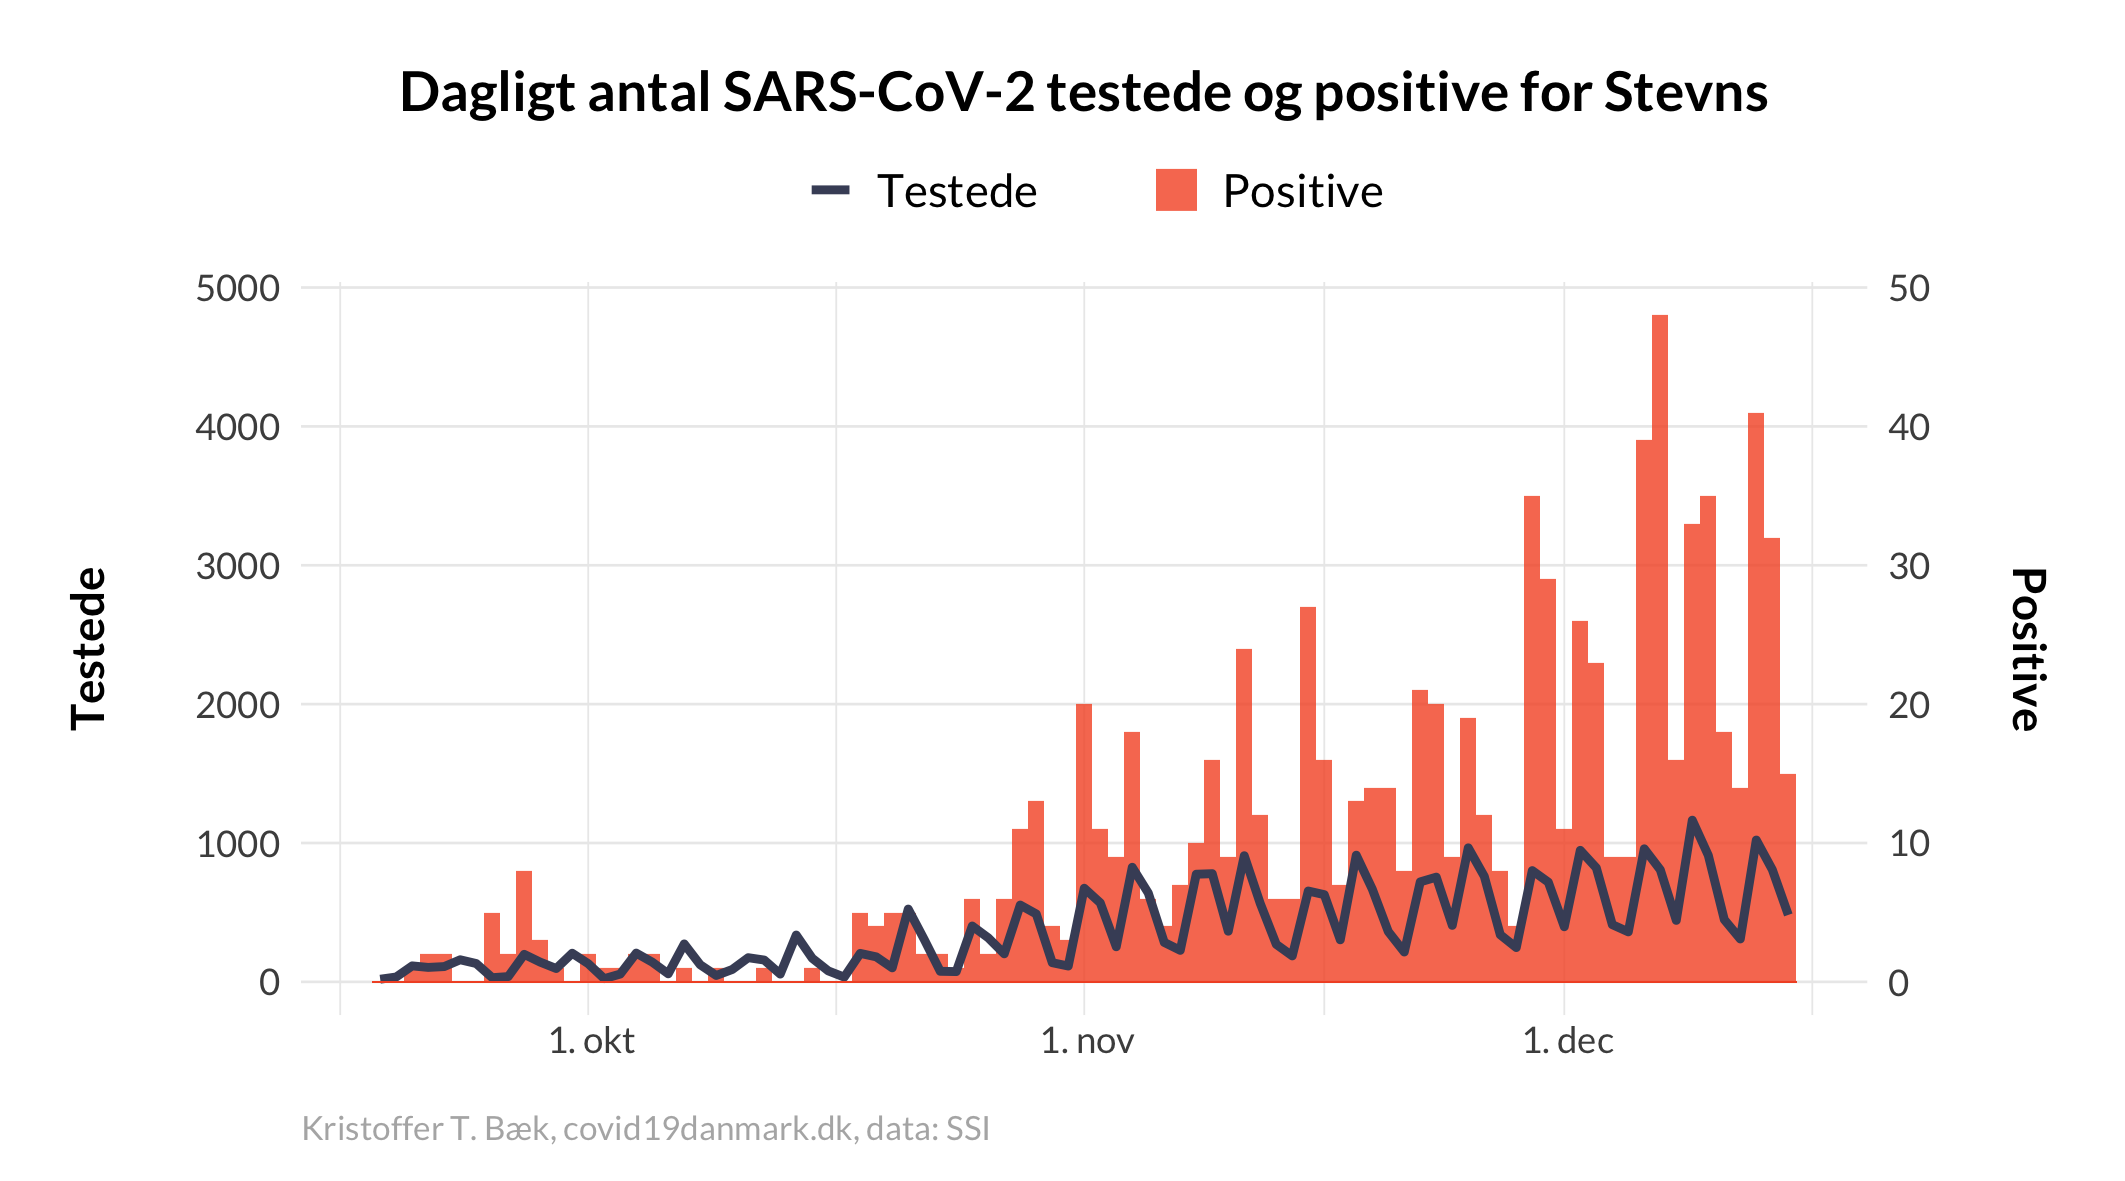 Dagligt antal SARS-CoV-2 testede og positive for Stevns
Testede
Positive
5000
4000
3000
2000
1000
0
Testede
50
40
30
20
10
0
Positive
1. okt
1. nov
1. dec
Kristoffer T. Bæk, covid19danmark.dk, data: SSI